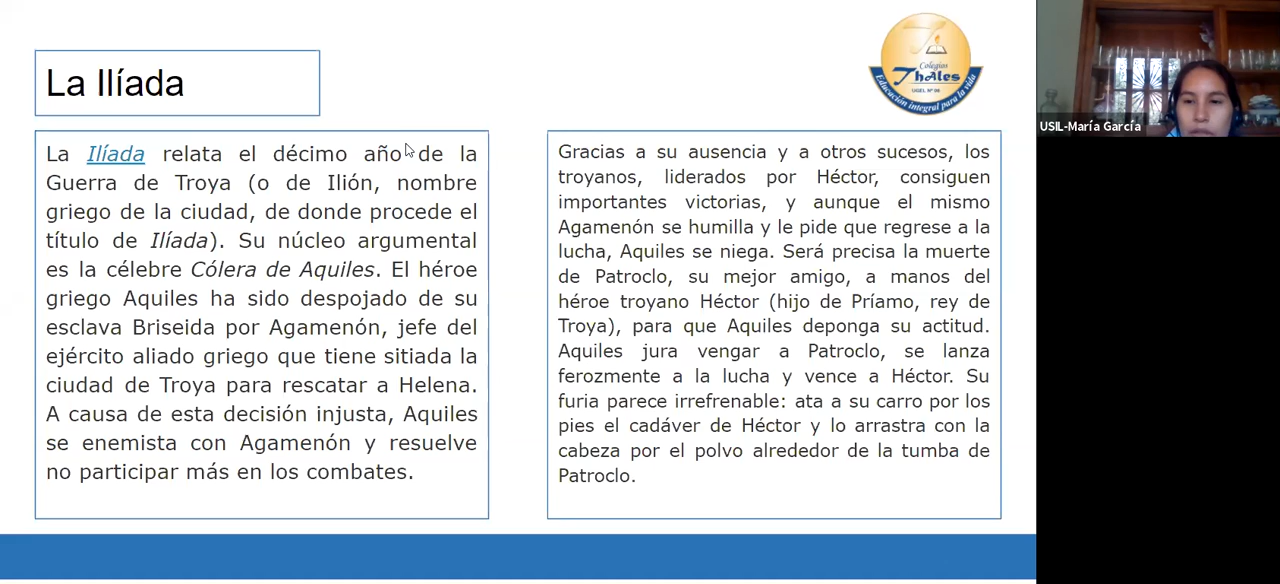 La Ilíada
Colegios
Thales
UGEL Nº 06
Educación integral para la vida
USIL-María García
La Ilíada relata el décimo año de la
Guerra de Troya (o de Ilión, nombre
griego de la ciudad, de donde procede el
título de Ilíada). Su núcleo argumental
es la célebre Cólera de Aquiles. El héroe
griego Aquiles ha sido despojado de su
esclava Briseida por Agamenón, jefe del
ejército aliado griego que tiene sitiada la
ciudad de Troya para rescatar a Helena.
A causa de esta decisión injusta, Aquiles
se enemista con Agamenón y resuelve
no participar más en los combates.
Gracias a su ausencia y a otros sucesos, los
troyanos, liderados por Héctor, consiguen
importantes victorias, y aunque el mismo
Agamenón se humilla y le pide que regrese a la
lucha, Aquiles se niega. Será precisa la muerte
de Patroclo, su mejor amigo, a manos del
héroe troyano Héctor (hijo de Príamo, rey de
Troya), para que Aquiles deponga su actitud.
Aquiles jura vengar a Patroclo, se lanza
ferozmente a la lucha y vence a Héctor. Su
furia parece irrefrenable: ata a su carro por los
pies el cadáver de Héctor y lo arrastra con la
cabeza por el polvo alrededor de la tumba de
Patroclo.